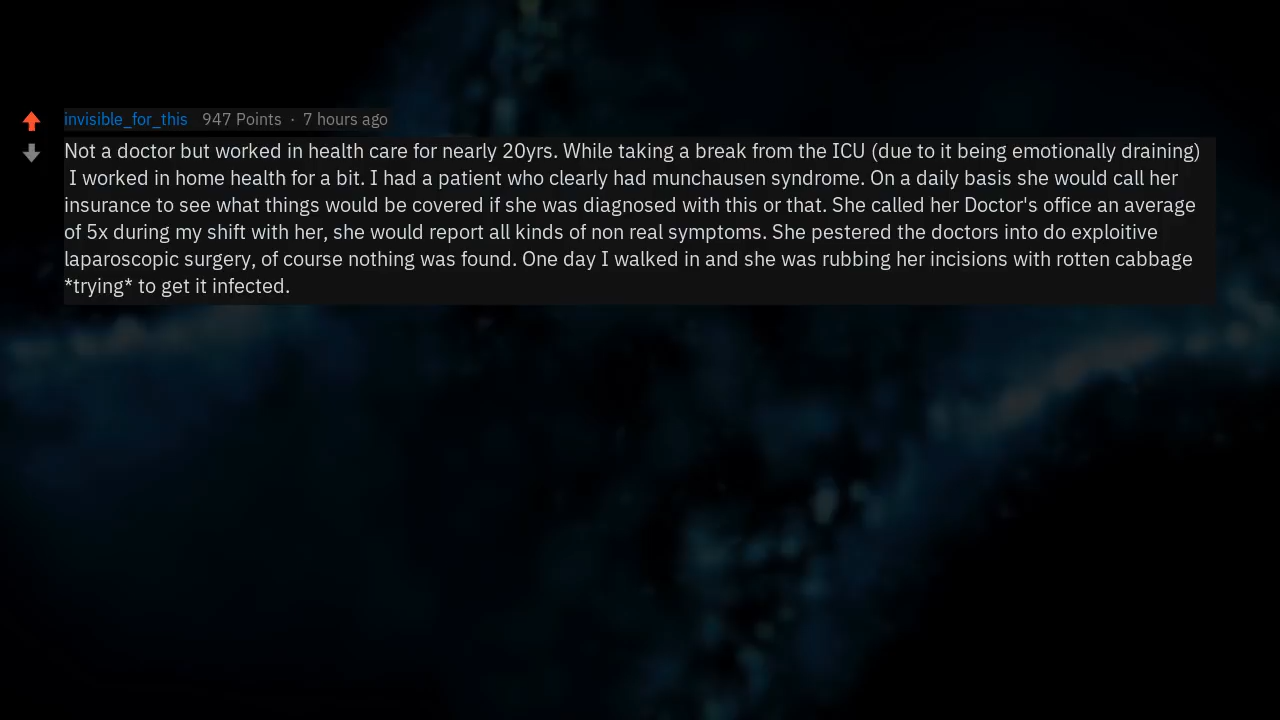 invisible_for_this 947 Points · 7 hours ago
Not a doctor but worked in health care for nearly 20yrs. While taking a break from the ICU (due to it being emotionally draining)
I worked in home health for a bit. I had a patient who clearly had munchausen syndrome. On a daily basis she would call her
insurance to see what things would be covered if she was diagnosed with this or that. She called her Doctor's office an average
of 5x during my shift with her, she would report all kinds of non real symptoms. She pestered the doctors into do exploitive
laparoscopic surgery, of course nothing was found. One day I walked in and she was rubbing her incisions with rotten cabbage
*trying* to get it infected.